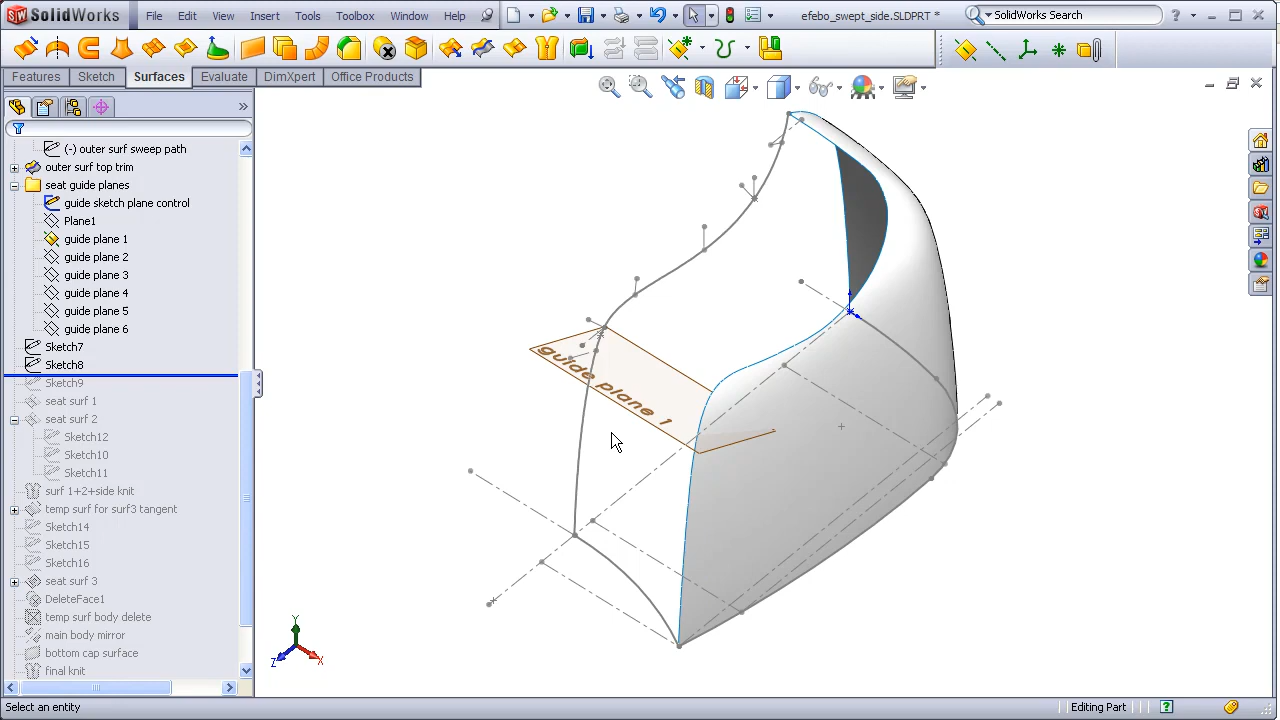 SolidWorks
File Edit View Insert Tools Toolbox Window Help
efebo_swept_side.SLDPRT *
SolidWorks Search
Features Sketch Surfaces Evaluate DimXpert Office Products
(-) outer surf sweep path
outer surf top trim
seat guide planes
guide sketch plane control
Plane1
guide plane 1
guide plane 2
guide plane 3
guide plane 4
guide plane 5
guide plane 6
Sketch7
Sketch8
Sketch9
seat surf 1
seat surf 2
Sketch12
Sketch10
Sketch11
surf 1+2+side knit
temp surf for surf3 tangent
Sketch14
Sketch15
Sketch16
seat surf 3
DeleteFace1
temp surf body delete
main body mirror
bottom cap surface
final knit
guide plane 1
Y
Z
X
Select an entity
Editing Part